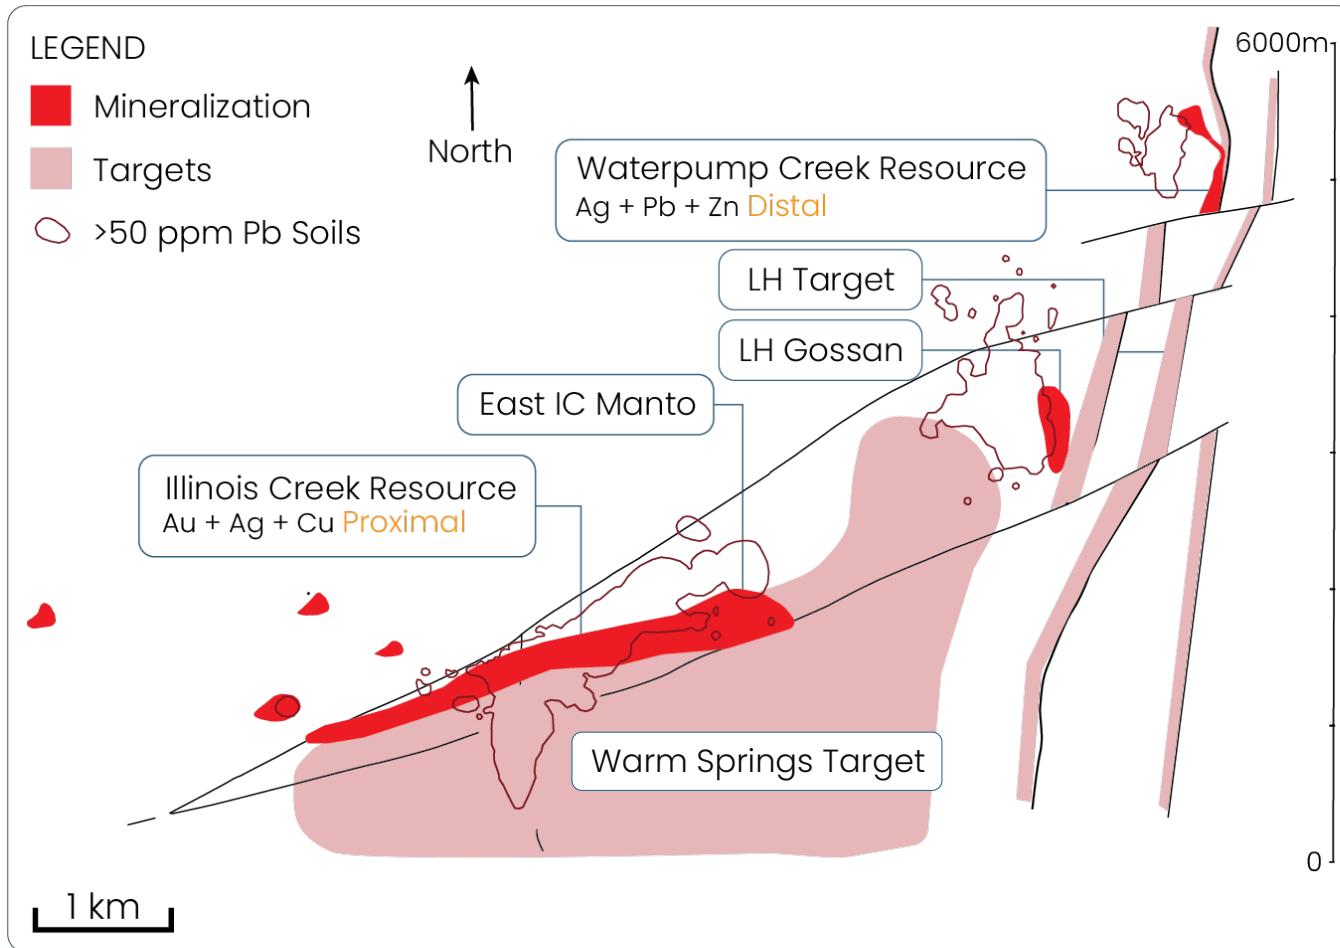 LEGEND
Mineralization
Targets
>50 ppm Pb Soils
North
6000m
Waterpump Creek Resource
Ag + Pb + Zn Distal
LH Target
LH Gossan
East IC Manto
Illinois Creek Resource
Au + Ag + Cu Proximal
Warm Springs Target
0
1 km